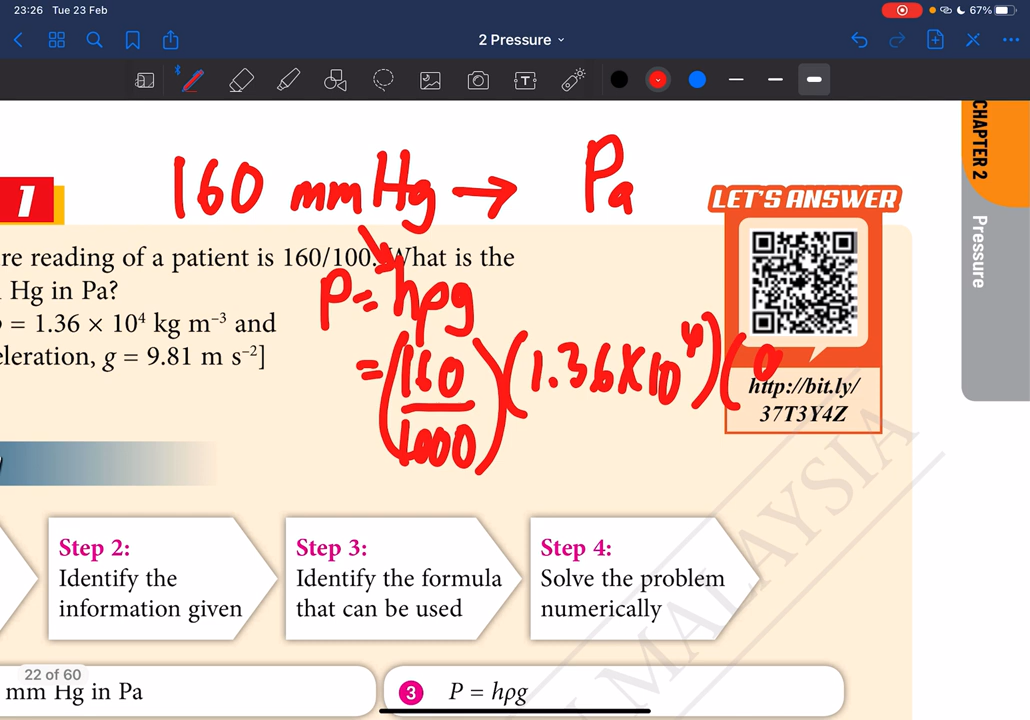 23:26 Tue 23 Feb
67%
2 Pressure
T
160 mmHg → Pa
1
LET'S ANSWER
CHAPTER 2
Pressure
re reading of a patient is 160/100. What is the
Hg in Pa?
P = hρg
= 1.36 × 10⁴ kg m⁻³ and
eleration, g = 9.81 m s⁻²]
= (160/1000)(1.36×10⁴)(
http://bit.ly/
37T3Y4Z
Step 2:
Identify the
information given
Step 3:
Identify the formula
that can be used
Step 4:
Solve the problem
numerically
MALAYSIA
22 of 60
mm Hg in Pa
3 P = hρg